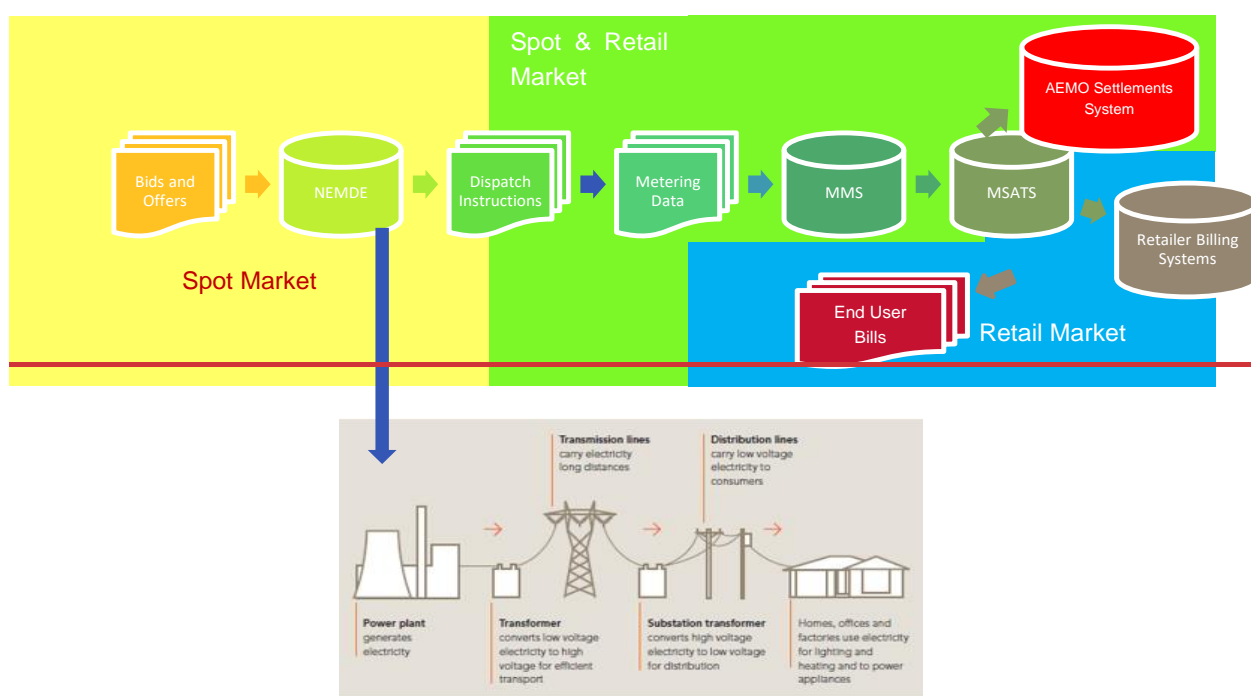 Spot & Retail
Market
AEMO Settlements
System
Bids and
Offers
NEMDE
Dispatch
Instructions
Metering
Data
MMS
MSATS
Retailer Billing
Systems
Spot Market
End User
Bills
Retail Market
Transmission lines
carry electricity
long distances
Distribution lines
carry low voltage
electricity to
consumers
Power plant
generates
electricity
Transformer
converts low voltage
electricity to high
voltage for efficient
transport
Substation transformer
converts high voltage
electricity to low voltage
for distribution
Homes, offices and
factories use electricity
for lighting and
heating and to power
appliances